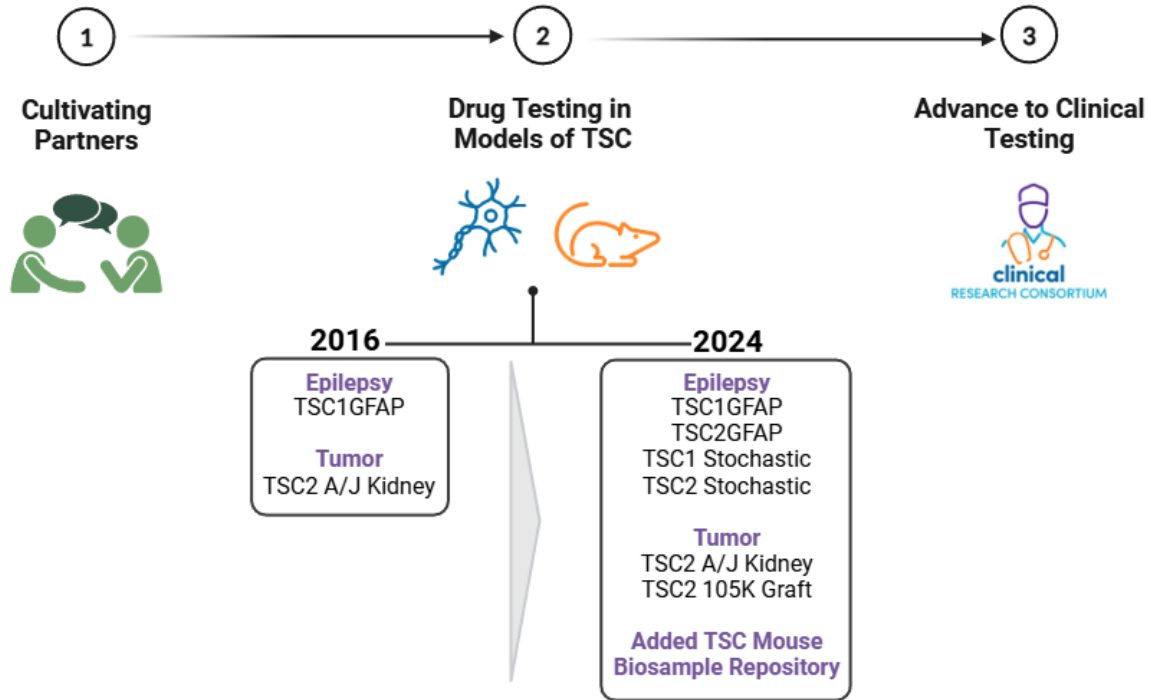 1
2
3
Cultivating
Partners
Drug Testing in
Models of TSC
Advance to Clinical
Testing
clinical
RESEARCH CONSORTIUM
2016
2024
Epilepsy
TSC1GFAP
Tumor
TSC2 A/J Kidney
Epilepsy
TSC1GFAP
TSC2GFAP
TSC1 Stochastic
TSC2 Stochastic
Tumor
TSC2 A/J Kidney
TSC2 105K Graft
Added TSC Mouse
Biosample Repository